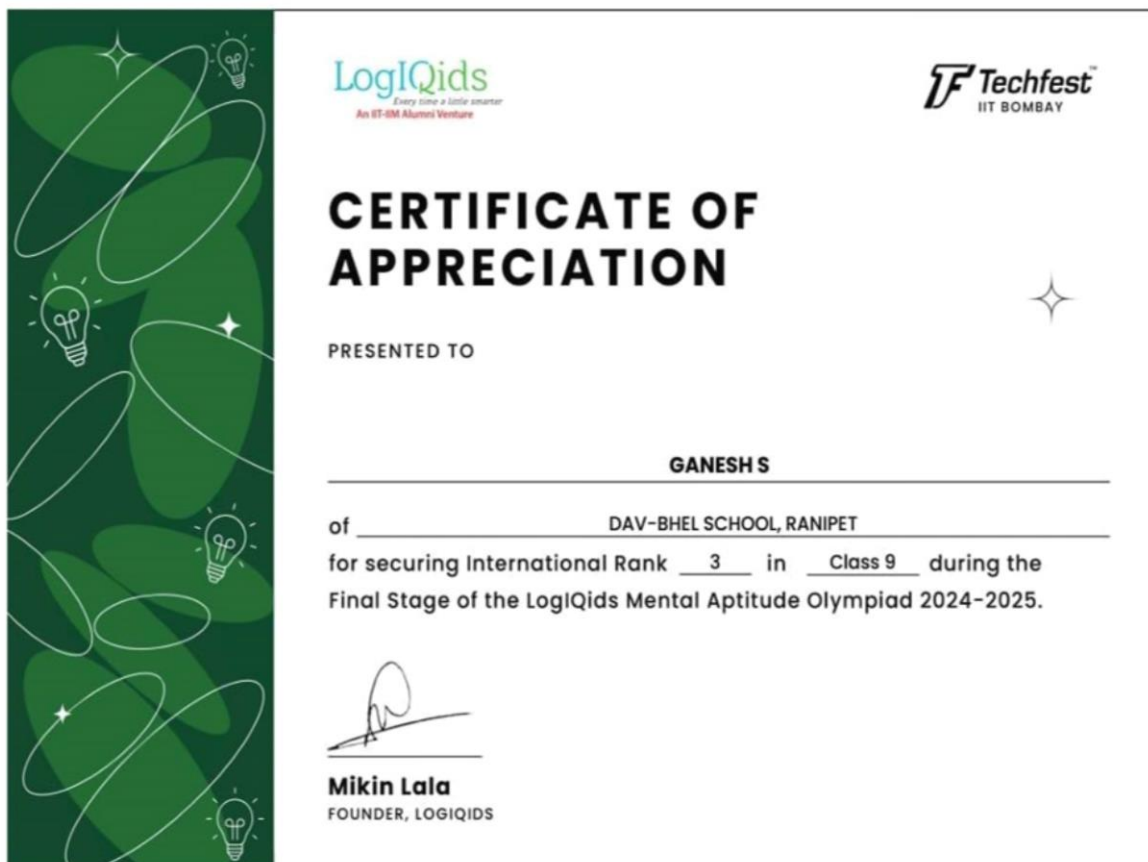 LogIQids
Every time a little smarter
An IIT-IIM Alumni Venture
Techfest™
IIT BOMBAY
CERTIFICATE OF
APPRECIATION
PRESENTED TO
GANESH S
of DAV-BHEL SCHOOL, RANIPET
for securing International Rank 3 in Class 9 during the
Final Stage of the LogIQids Mental Aptitude Olympiad 2024-2025.
Mikin Lala
FOUNDER, LOGIQIDS